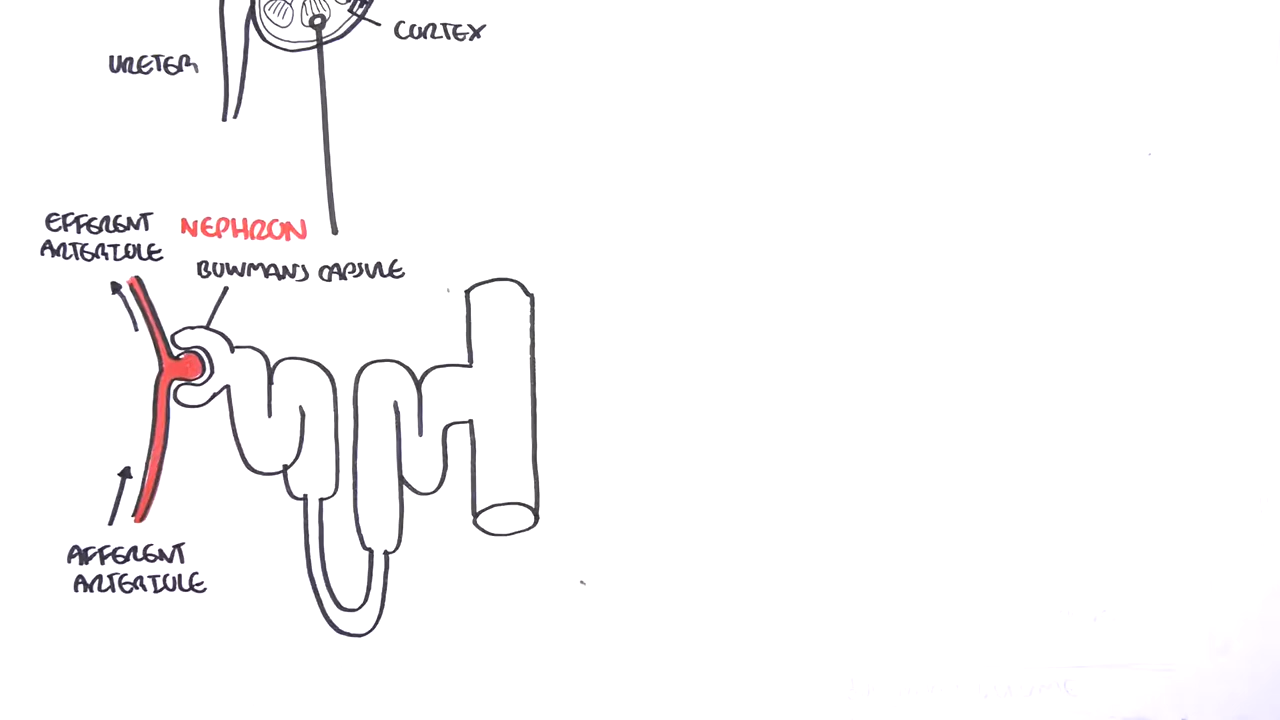 CORTEX
URETER
EFFERENT
ARTERIOLE
NEPHRON
BOWMANS CAPSULE
AFFERENT
ARTERIOLE